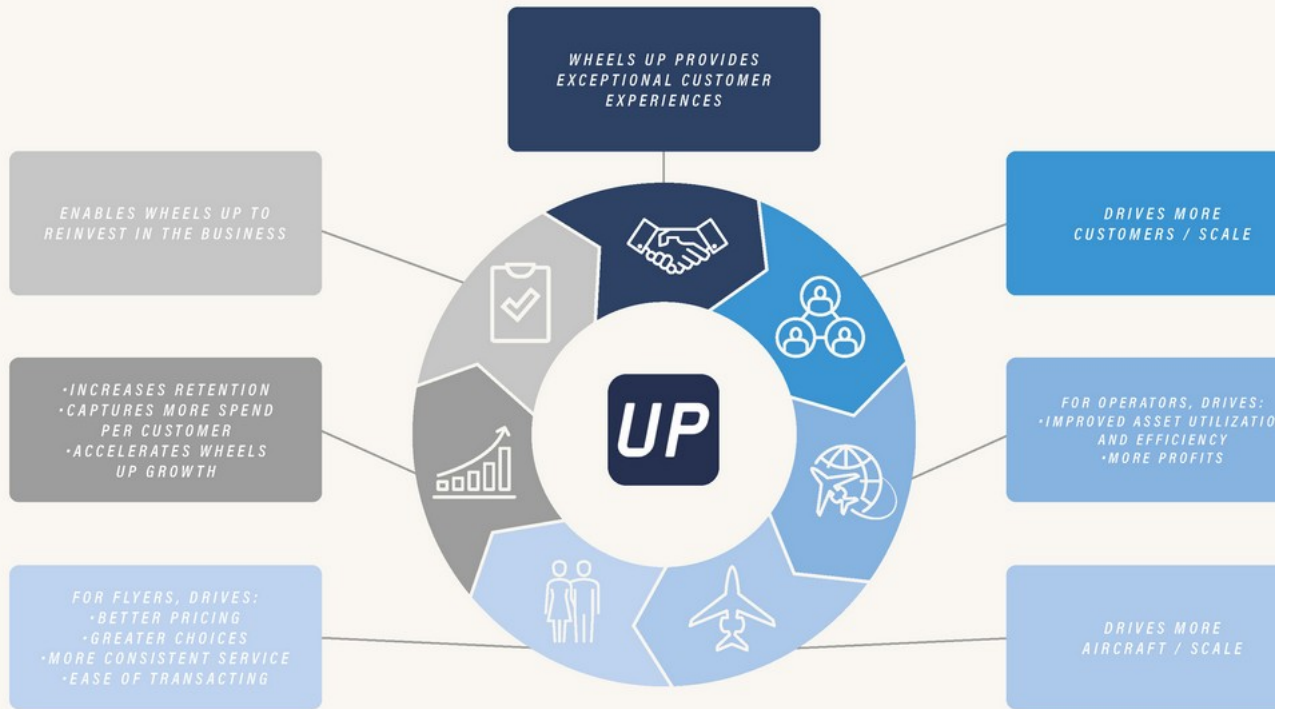 WHEELS UP PROVIDES
EXCEPTIONAL CUSTOMER
EXPERIENCES
DRIVES MORE
CUSTOMERS / SCALE
FOR OPERATORS, DRIVES:
•IMPROVED ASSET UTILIZATIO
AND EFFICIENCY
•MORE PROFITS
DRIVES MORE
AIRCRAFT / SCALE
FOR FLYERS, DRIVES:
•BETTER PRICING
•GREATER CHOICES
•MORE CONSISTENT SERVICE
•EASE OF TRANSACTING
•INCREASES RETENTION
•CAPTURES MORE SPEND
PER CUSTOMER
•ACCELERATES WHEELS
UP GROWTH
ENABLES WHEELS UP TO
REINVEST IN THE BUSINESS
UP